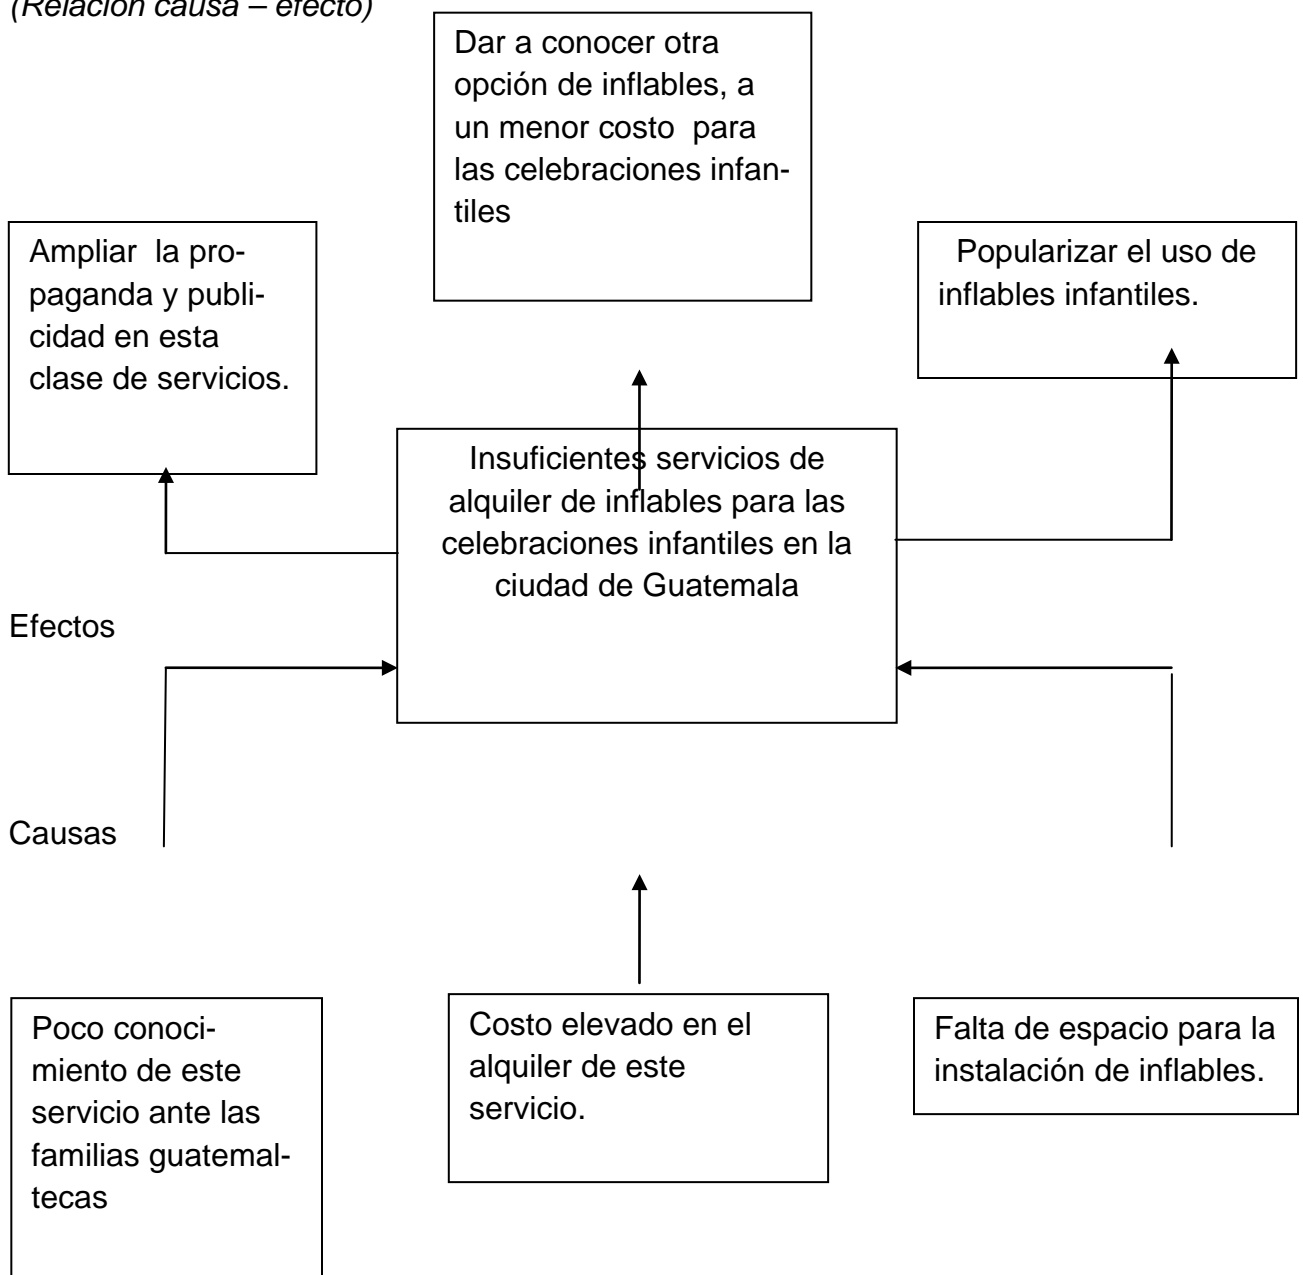 (Relación causa – efecto)
Dar a conocer otra
opción de inflables, a
un menor costo  para
las celebraciones infan-
tiles
Ampliar  la pro-
paganda y publi-
cidad en esta
clase de servicios.
Popularizar el uso de
inflables infantiles.
Insuficientes servicios de
alquiler de inflables para las
celebraciones infantiles en la
ciudad de Guatemala
Efectos
Causas
Poco conoci-
miento de este
servicio ante las
familias guatemal-
tecas
Costo elevado en el
alquiler de este
servicio.
Falta de espacio para la
instalación de inflables.